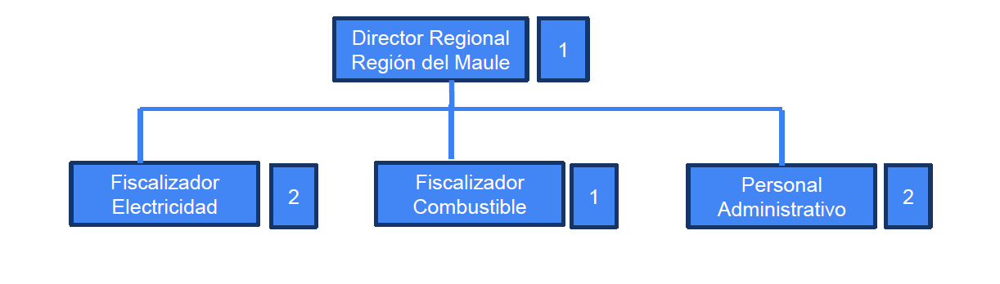 Director Regional
Región del Maule
1
Fiscalizador
Electricidad
2
Fiscalizador
Combustible
1
Personal
Administrativo
2